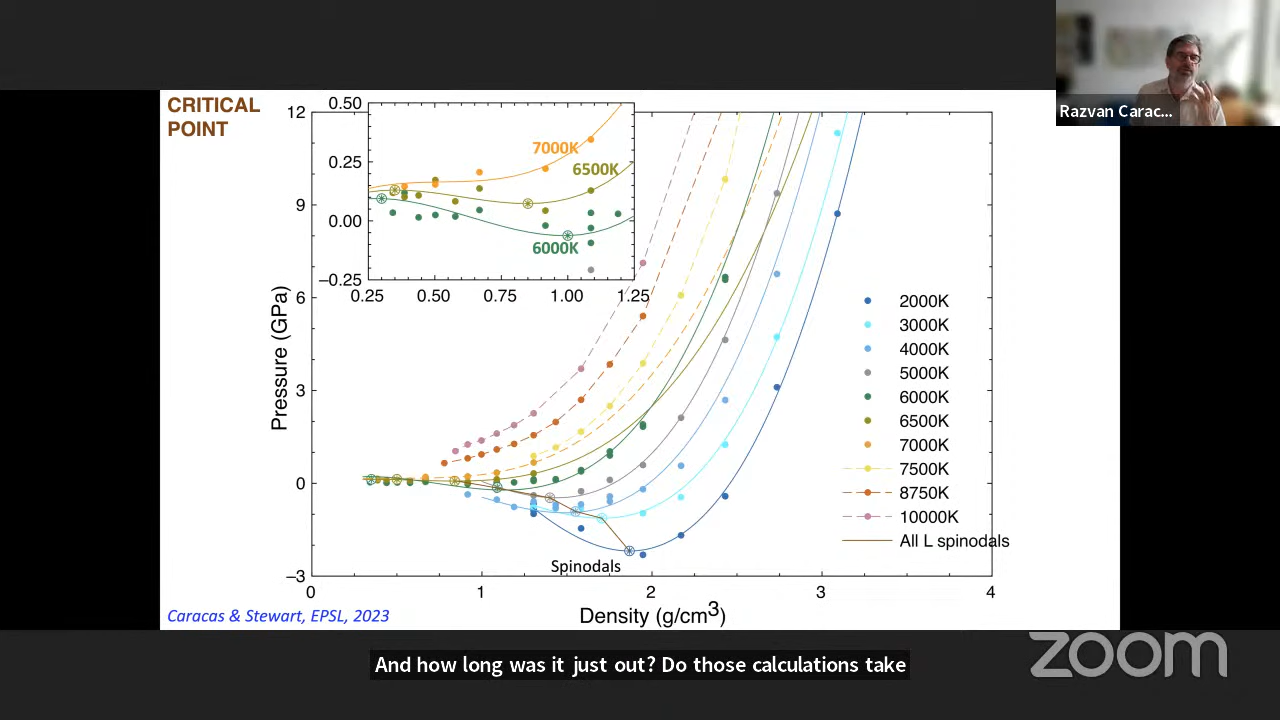 CRITICAL
POINT
Razvan Carac...
0.50
0.25
0.00
−0.25
0.25 0.50 0.75 1.00 1.25
7000K
6500K
6000K
12
9
6
3
0
−3
Pressure (GPa)
2000K
3000K
4000K
5000K
6000K
6500K
7000K
7500K
8750K
10000K
All L spinodals
Spinodals
0 1 2 3 4
Density (g/cm3)
Caracas & Stewart, EPSL, 2023
zoom
And how long was it just out? Do those calculations take